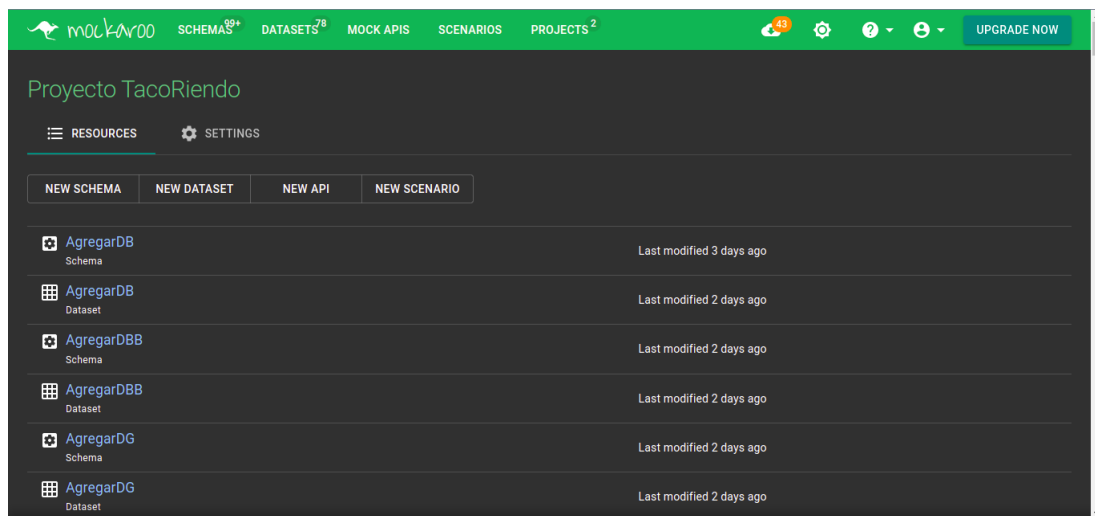 mockaroo SCHEMAS 99+ DATASETS 78 MOCK APIS SCENARIOS PROJECTS 2 43 UPGRADE NOW
Proyecto TacoRiendo
RESOURCES SETTINGS
NEW SCHEMA NEW DATASET NEW API NEW SCENARIO
AgregarDB
Schema
Last modified 3 days ago
AgregarDB
Dataset
Last modified 2 days ago
AgregarDBB
Schema
Last modified 2 days ago
AgregarDBB
Dataset
Last modified 2 days ago
AgregarDG
Schema
Last modified 2 days ago
AgregarDG
Dataset
Last modified 2 days ago